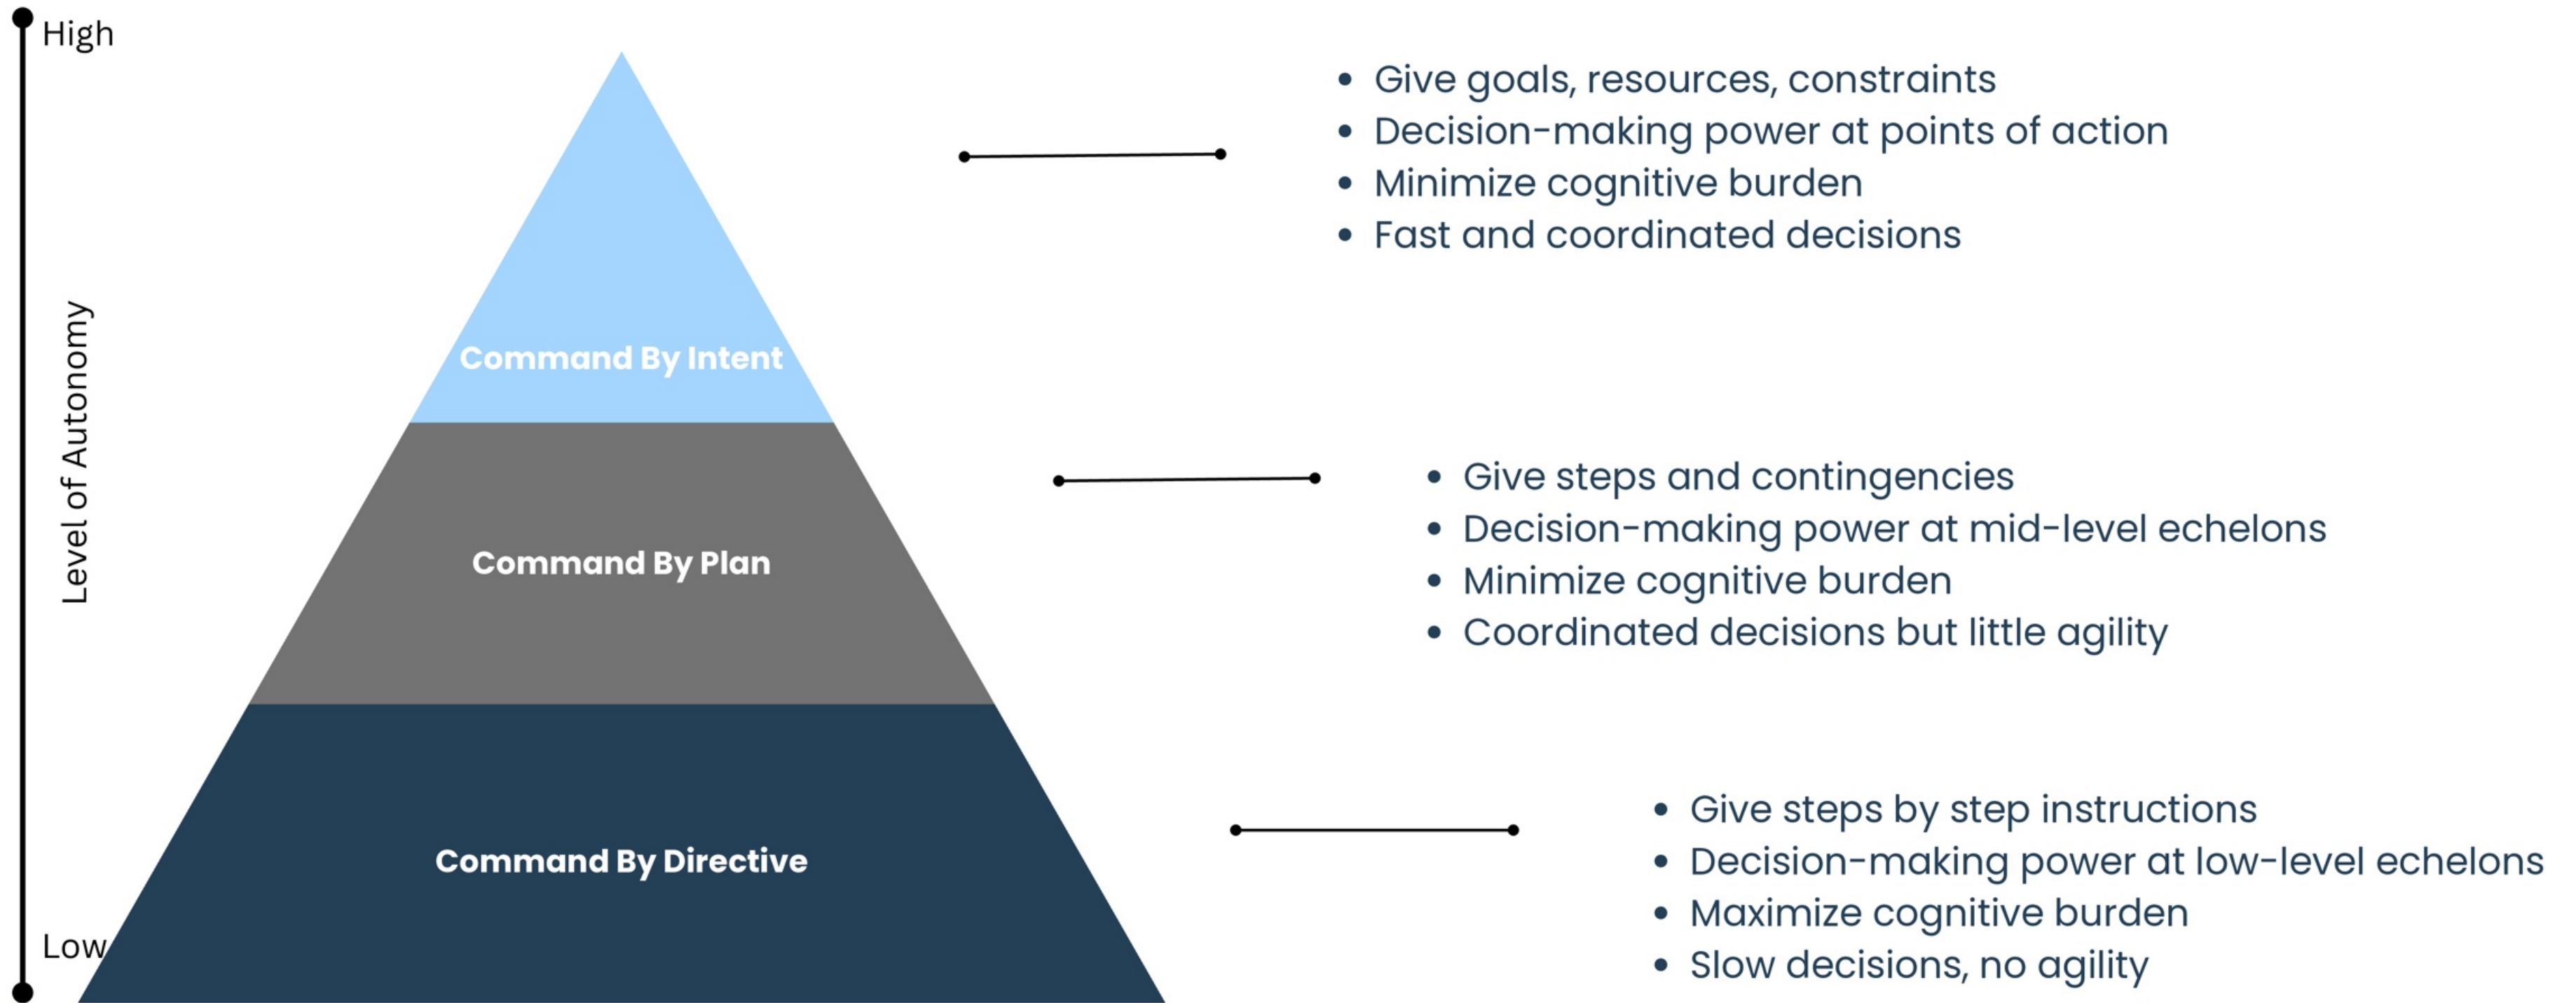 High
• Give goals, resources, constraints
• Decision-making power at points of action
• Minimize cognitive burden
• Fast and coordinated decisions
Command By Intent
Level of Autonomy
• Give steps and contingencies
• Decision-making power at mid-level echelons
• Minimize cognitive burden
• Coordinated decisions but little agility
Command By Plan
• Give steps by step instructions
• Decision-making power at low-level echelons
• Maximize cognitive burden
• Slow decisions, no agility
Command By Directive
Low